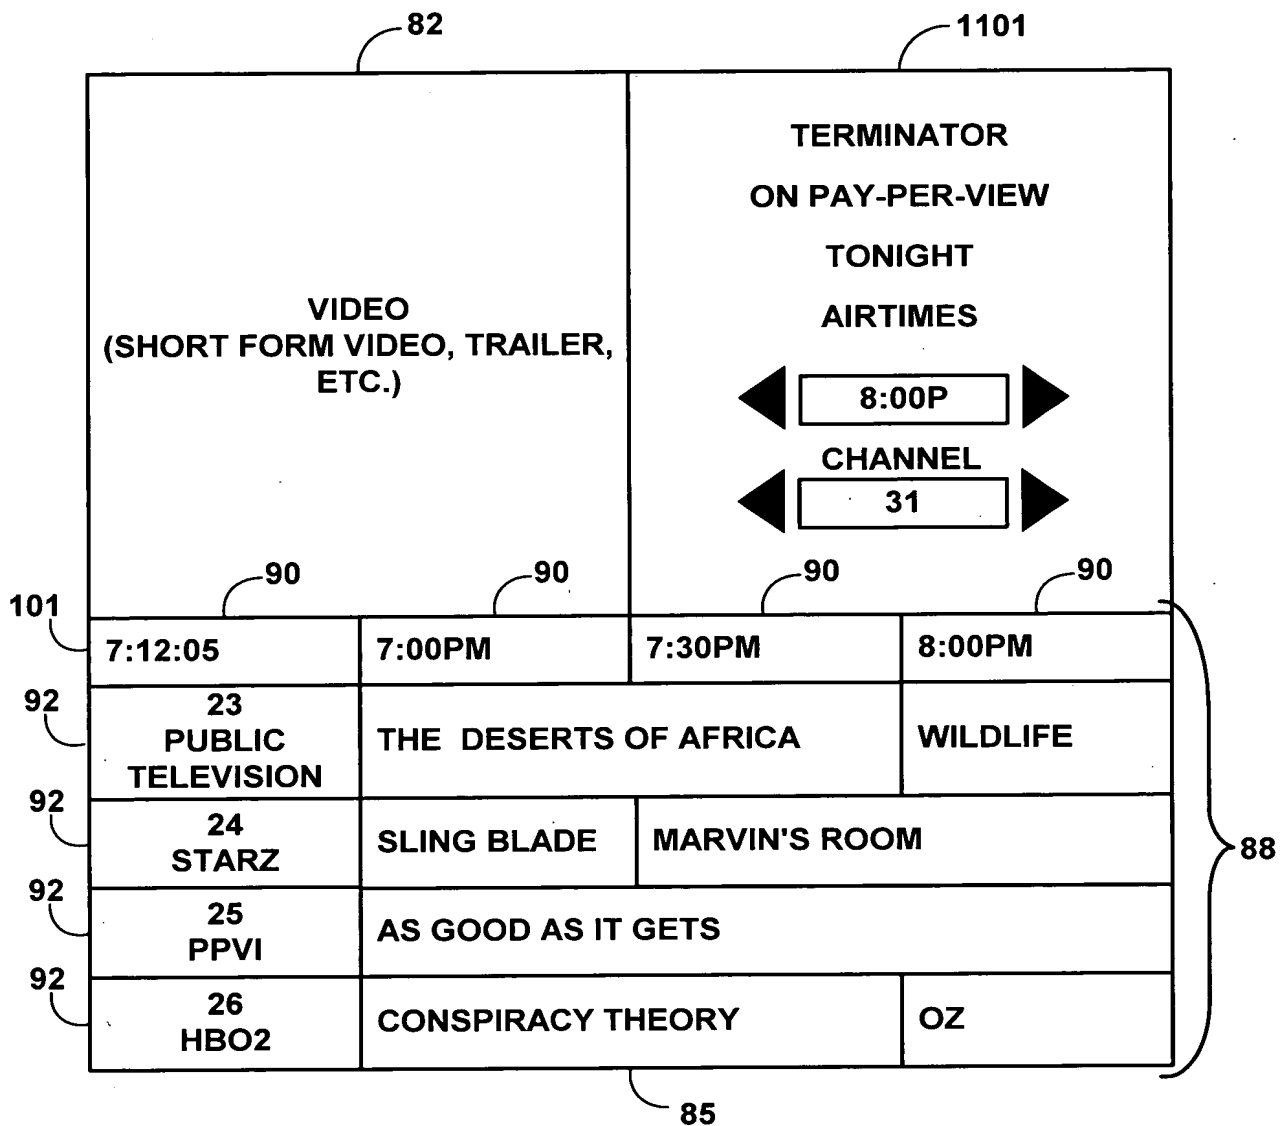 82
1101
TERMINATOR
ON PAY-PER-VIEW
TONIGHT
AIRTIMES
8:00P
CHANNEL
31
VIDEO
(SHORT FORM VIDEO, TRAILER,
ETC.)
90
90
90
90
101
7:12:05
7:00PM
7:30PM
8:00PM
92
23
PUBLIC
TELEVISION
THE DESERTS OF AFRICA
WILDLIFE
92
24
STARZ
SLING BLADE
MARVIN'S ROOM
88
92
25
PPVI
AS GOOD AS IT GETS
92
26
HBO2
CONSPIRACY THEORY
OZ
85